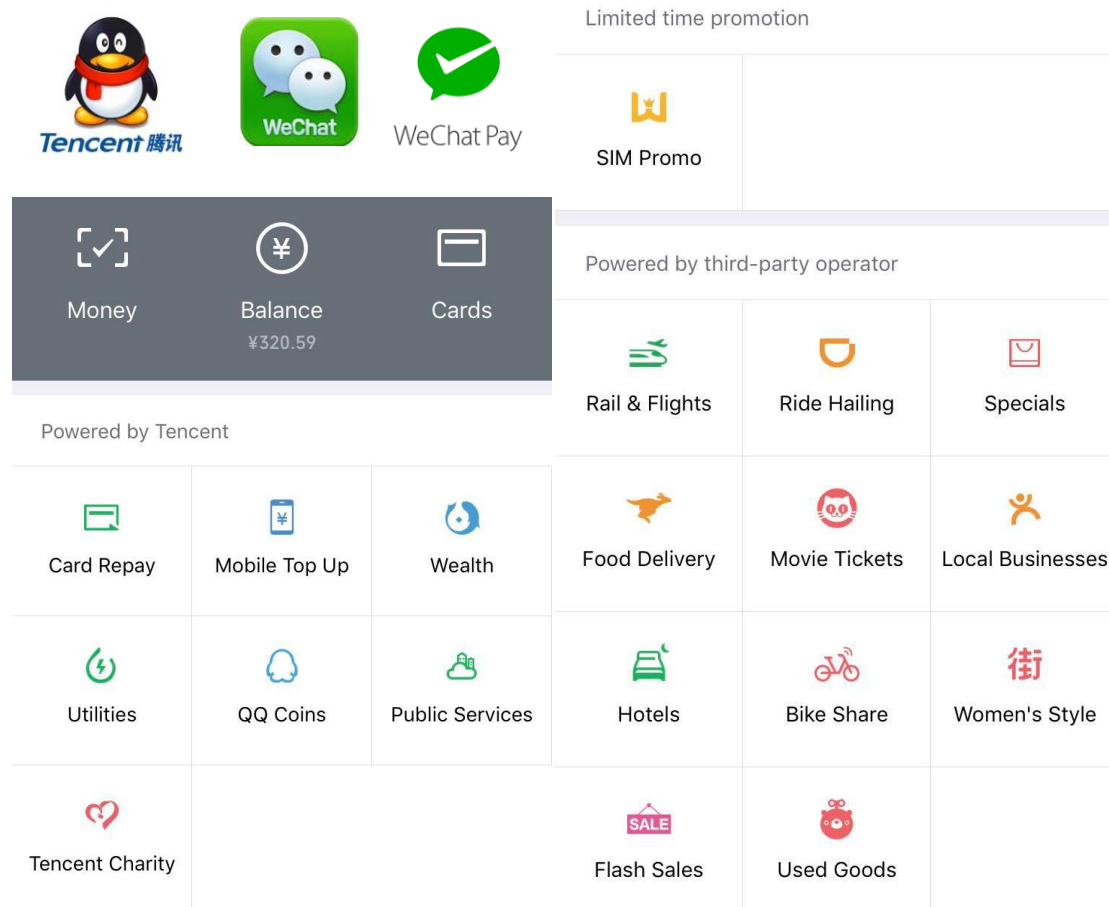 Tencent 腾讯
WeChat
WeChat Pay
Money
Balance
Cards
¥320.59
Powered by Tencent
Card Repay
Mobile Top Up
Wealth
Utilities
QQ Coins
Public Services
Tencent Charity
Limited time promotion
SIM Promo
Powered by third-party operator
Rail & Flights
Ride Hailing
Specials
Food Delivery
Movie Tickets
Local Businesses
Hotels
Bike Share
街
Women's Style
SALE
Flash Sales
Used Goods